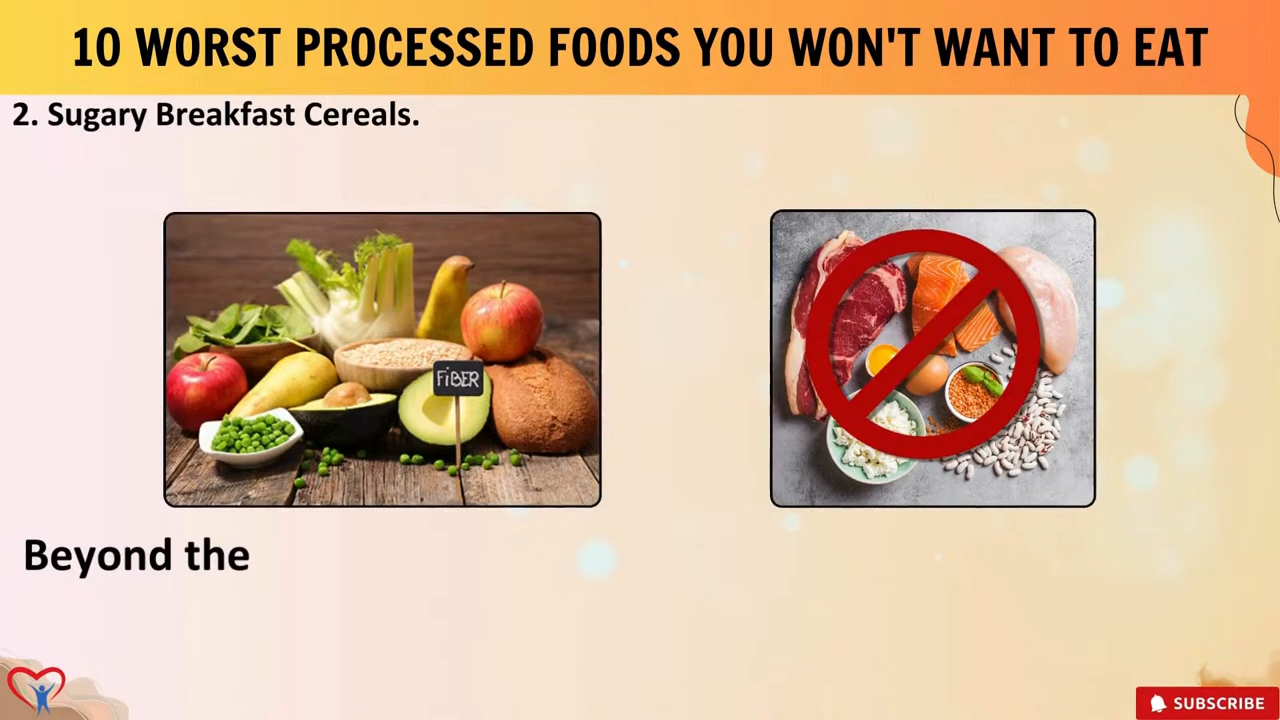 10 WORST PROCESSED FOODS YOU WON'T WANT TO EAT
2. Sugary Breakfast Cereals.
FiBER
Beyond the
SUBSCRIBE